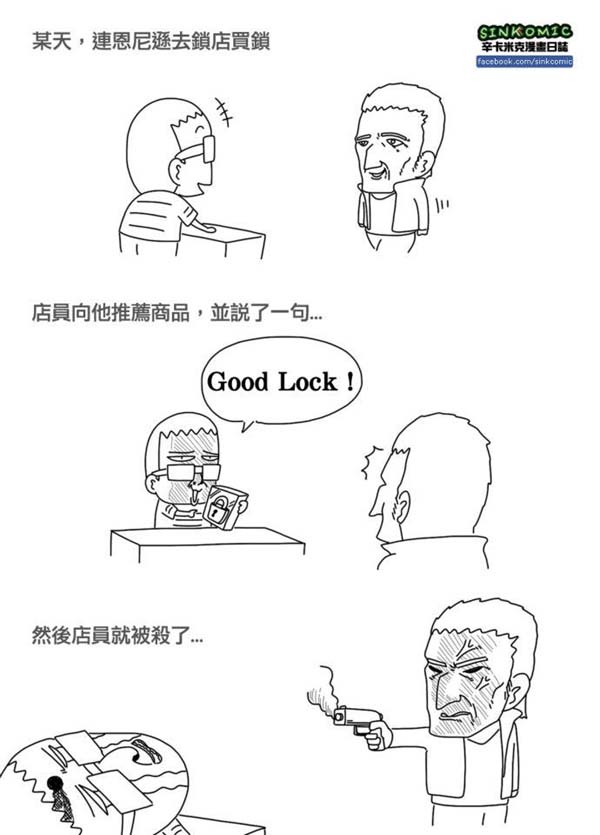 某天，連恩尼遜去鎖店買鎖
SINKOMIC
辛卡米克漫畫日誌
facebook.com/sinkcomic
店員向他推薦商品，並說了一句...
Good Lock !
然後店員就被殺了...